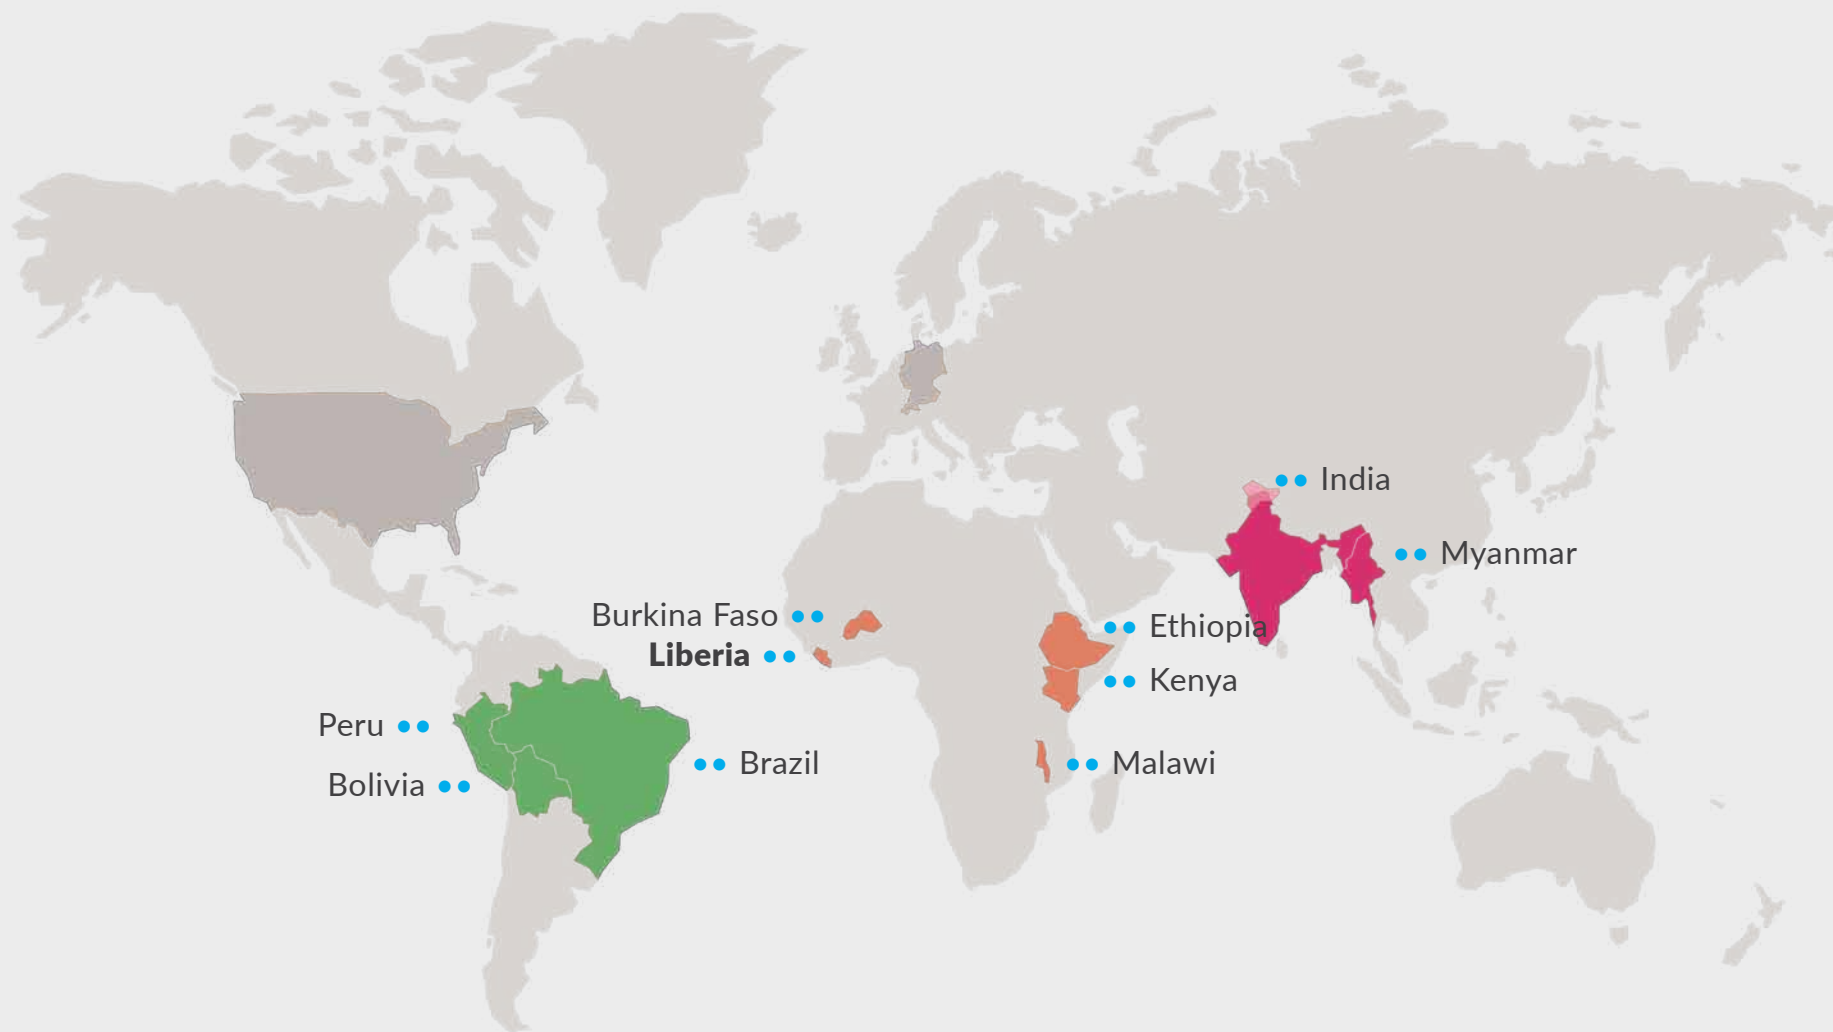 India
Myanmar
Burkina Faso
Ethiopia
Liberia
Kenya
Peru
Brazil
Malawi
Bolivia